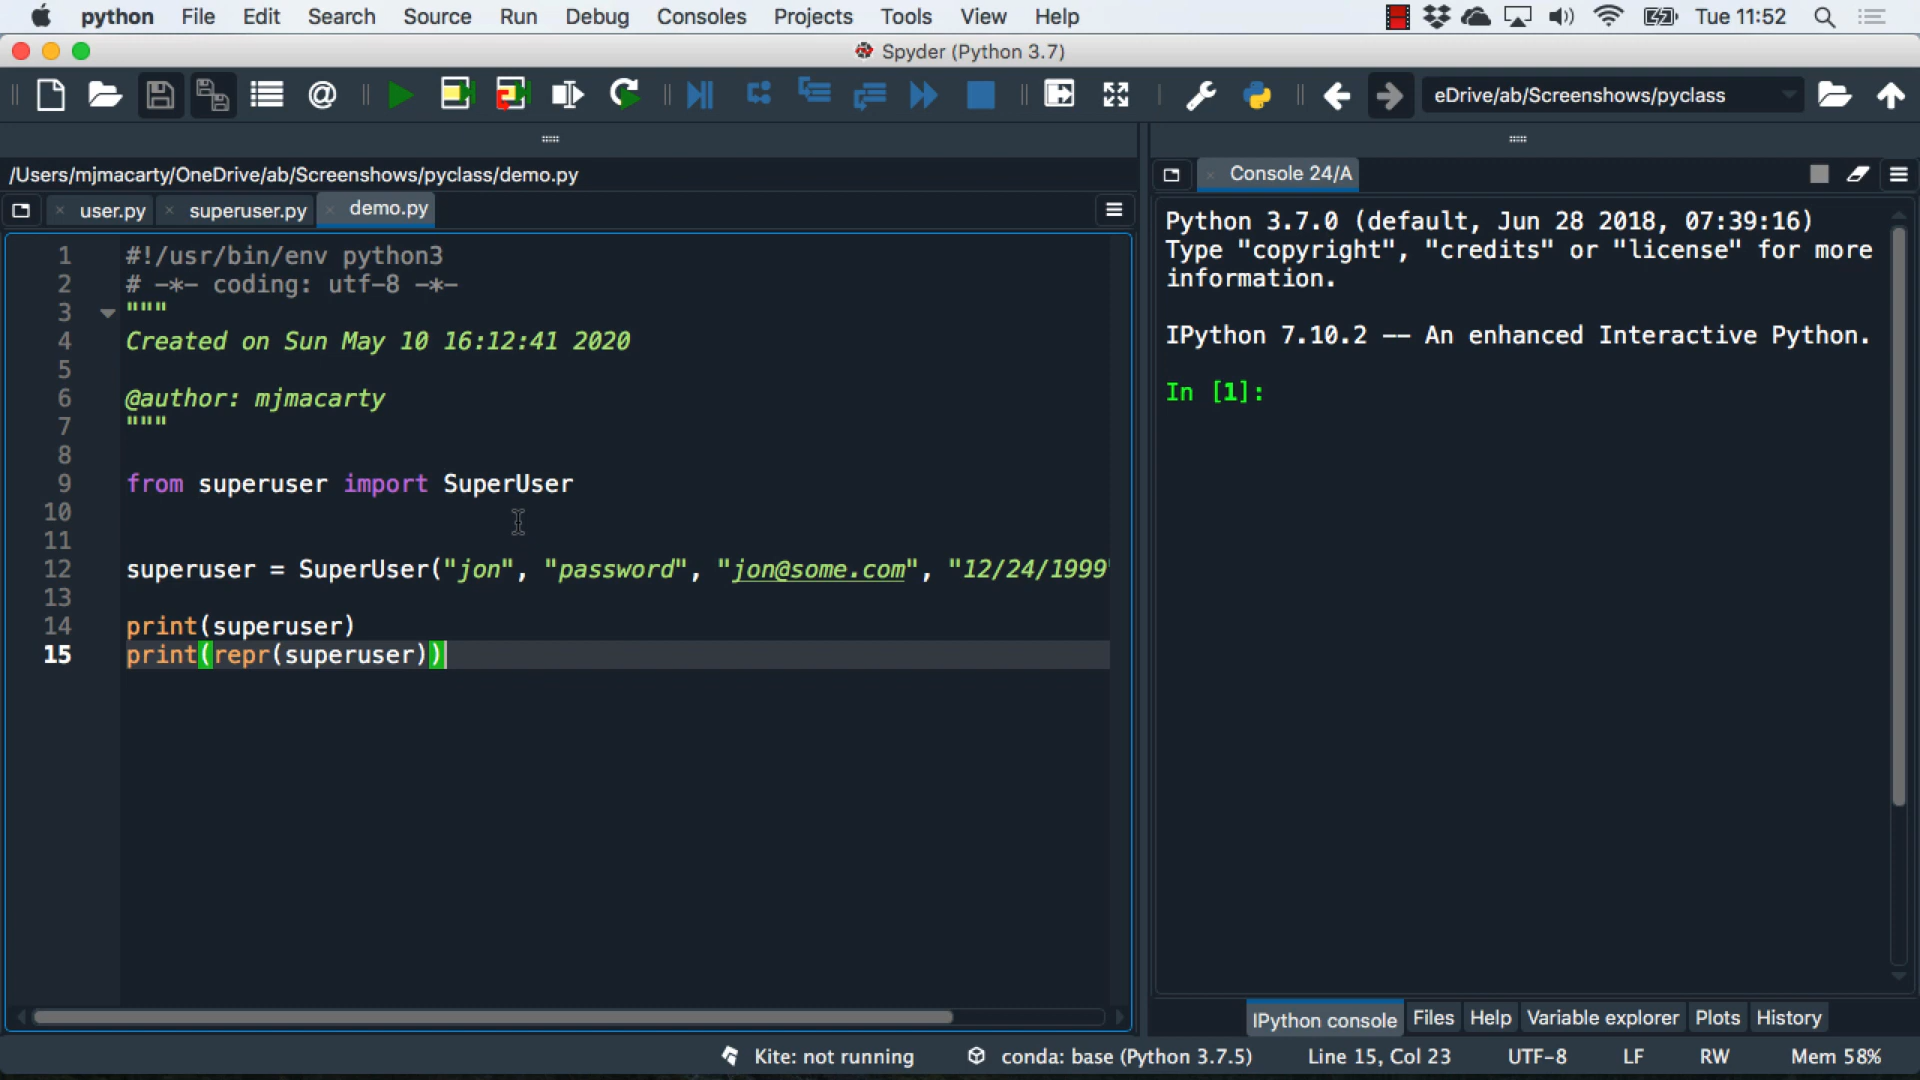 python File Edit Search Source Run Debug Consoles Projects Tools View Help Tue 11:52
Spyder (Python 3.7)
eDrive/ab/Screenshows/pyclass
/Users/mjmacarty/OneDrive/ab/Screenshows/pyclass/demo.py
user.py superuser.py demo.py
1 #!/usr/bin/env python3
2 # -*- coding: utf-8 -*-
3 """
4 Created on Sun May 10 16:12:41 2020
5
6 @author: mjmacarty
7 """
8
9 from superuser import SuperUser
10
11
12 superuser = SuperUser("jon", "password", "jon@some.com", "12/24/1999"
13
14 print(superuser)
15 print(repr(superuser))
Console 24/A
Python 3.7.0 (default, Jun 28 2018, 07:39:16)
Type "copyright", "credits" or "license" for more
information.
IPython 7.10.2 -- An enhanced Interactive Python.
In [1]:
IPython console Files Help Variable explorer Plots History
Kite: not running conda: base (Python 3.7.5) Line 15, Col 23 UTF-8 LF RW Mem 58%